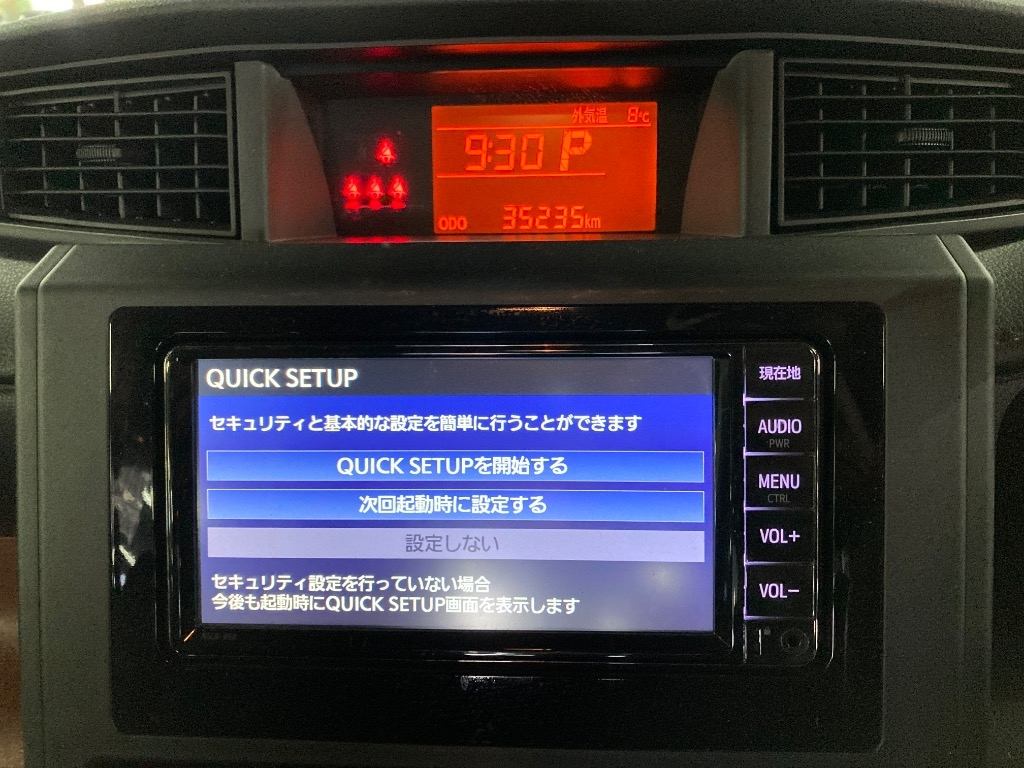 外気温 8℃
9:30 P
ODO 35235km
QUICK SETUP
セキュリティと基本的な設定を簡単に行うことができます
QUICK SETUPを開始する
次回起動時に設定する
設定しない
セキュリティ設定を行っていない場合
今後も起動時にQUICK SETUP画面を表示します
現在地
AUDIO
PWR
MENU
CTRL
VOL+
VOL-